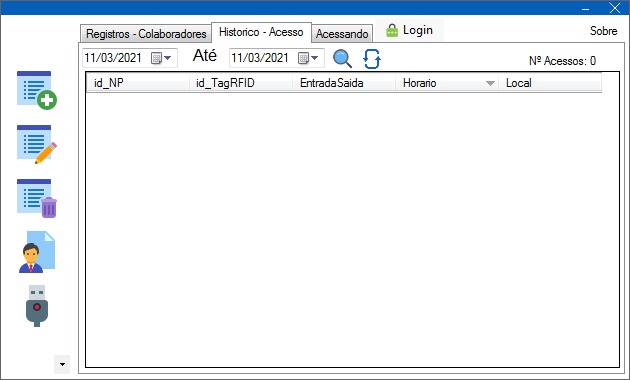 Registros - Colaboradores Historico - Acesso Acessando Login Sobre
11/03/2021 Até 11/03/2021 Nº Acessos: 0
id_NP id_TagRFID EntradaSaida Horario Local